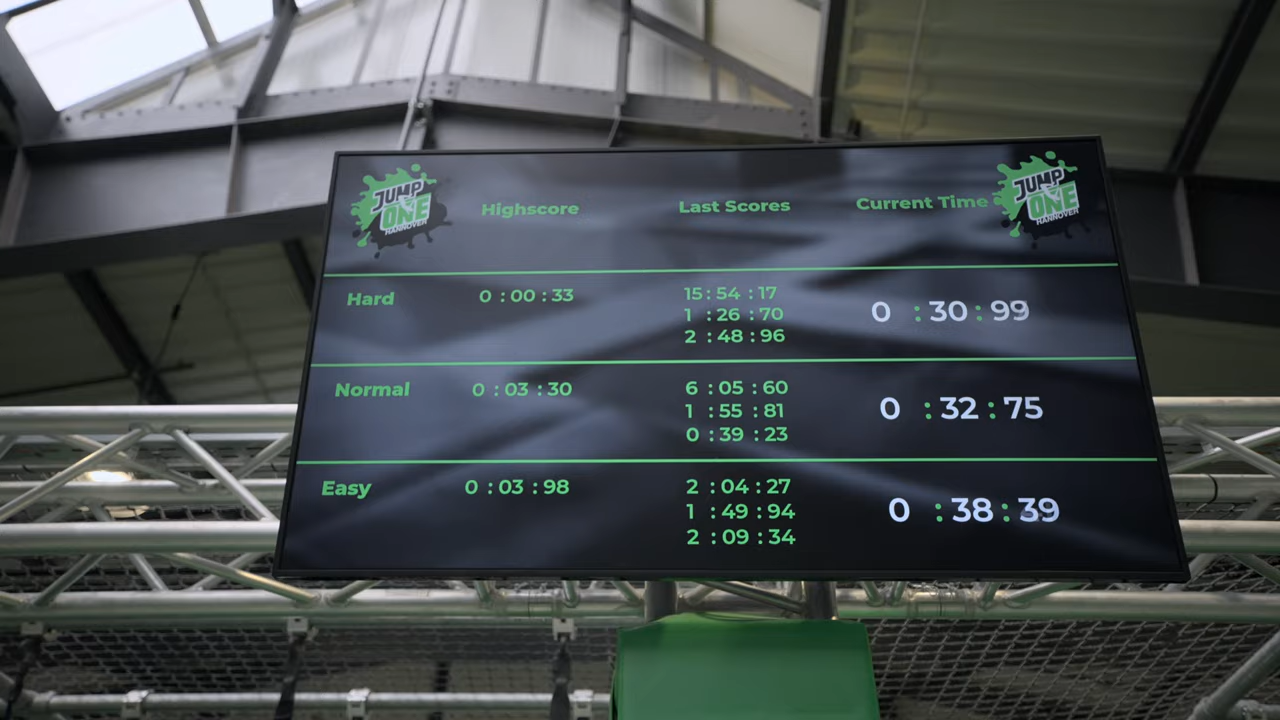 JUMP ONE HANNOVER
Highscore Last Scores Current Time
JUMP ONE HANNOVER
Hard 0 : 00 : 33 15 : 54 : 17 0 : 30 : 99
1 : 26 : 70
2 : 48 : 96
Normal 0 : 03 : 30 6 : 05 : 60 0 : 32 : 75
1 : 55 : 81
0 : 39 : 23
Easy 0 : 03 : 98 2 : 04 : 27 0 : 38 : 39
1 : 49 : 94
2 : 09 : 34